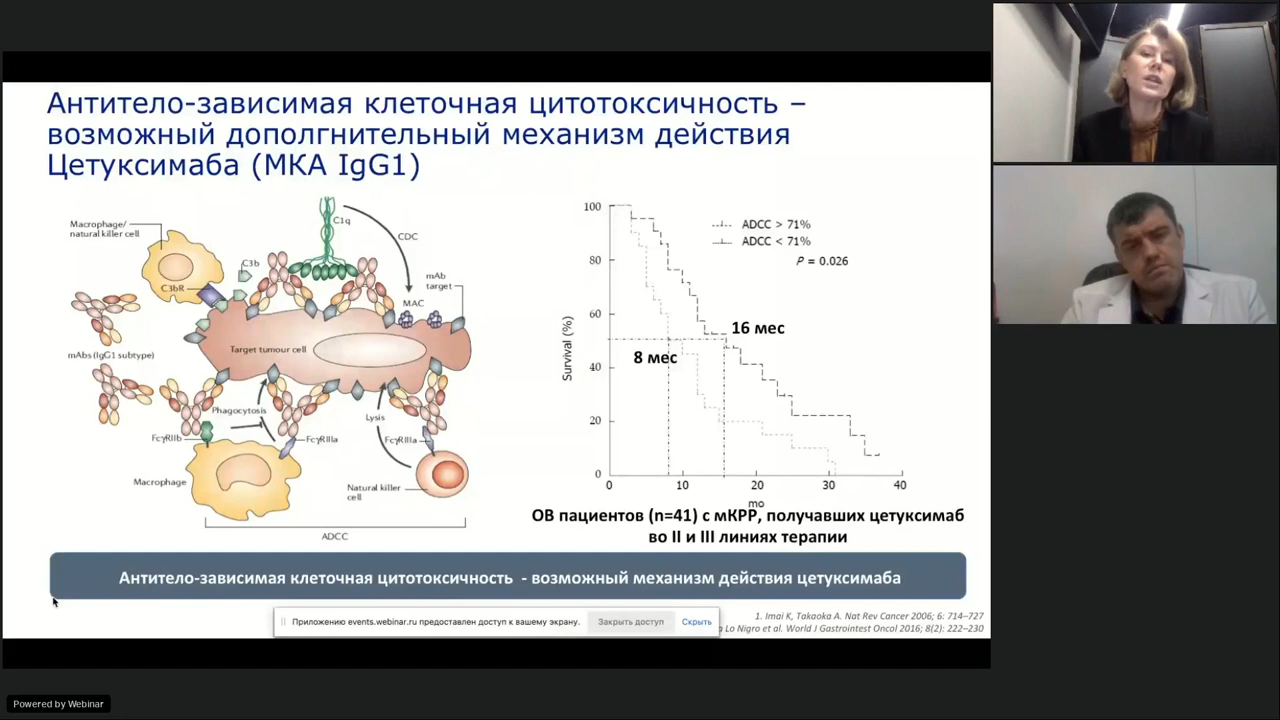 Антитело-зависимая клеточная цитотоксичность –
возможный дополгнительный механизм действия
Цетуксимаба (МКА IgG1)
Macrophage/
natural killer cell
C1q
CDC
C3b
C3bR
mAb
target
MAC
Target tumour cell
mAbs (IgG1 subtype)
Phagocytosis
Lysis
FcγRIIb
FcγRIIIa
FcγRIIIa
Macrophage
Natural killer
cell
ADCC
100
80
60
40
20
0
Survival (%)
ADCC > 71%
ADCC < 71%
P = 0.026
16 мес
8 мес
0 10 20 30 40
mo
ОВ пациентов (n=41) с мКРР, получавших цетуксимаб
во II и III линиях терапии
Антитело-зависимая клеточная цитотоксичность - возможный механизм действия цетуксимаба
1. Imai K, Takaoka A. Nat Rev Cancer 2006; 6: 714–727
Lo Nigro et al. World J Gastrointest Oncol 2016; 8(2): 222–230
Приложению events.webinar.ru предоставлен доступ к вашему экрану.
Закрыть доступ
Скрыть
Powered by Webinar